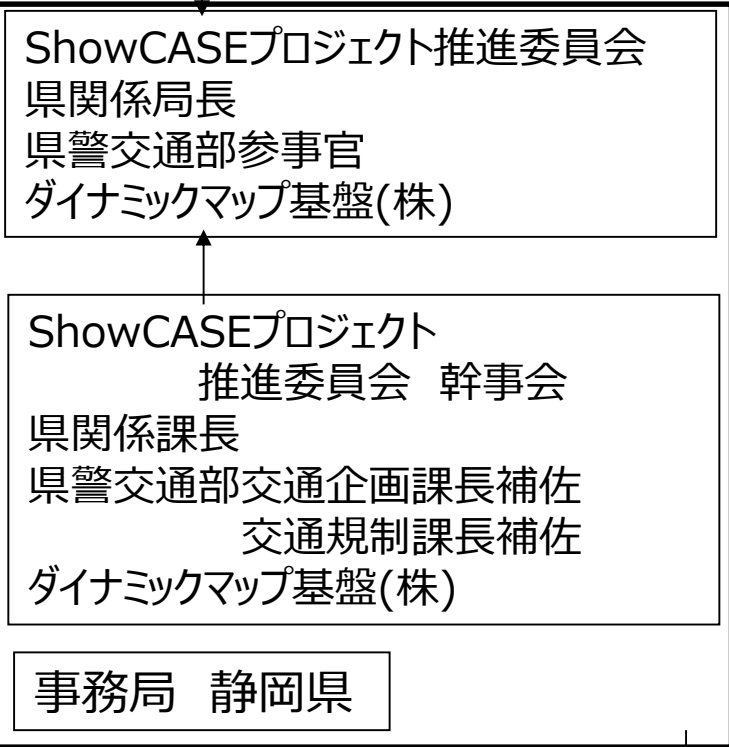 ShowCASEプロジェクト推進委員会
県関係局長
県警交通部参事官
ダイナミックマップ基盤(株)
ShowCASEプロジェクト
推進委員会 幹事会
県関係課長
県警交通部交通企画課長補佐
交通規制課長補佐
ダイナミックマップ基盤(株)
事務局 静岡県